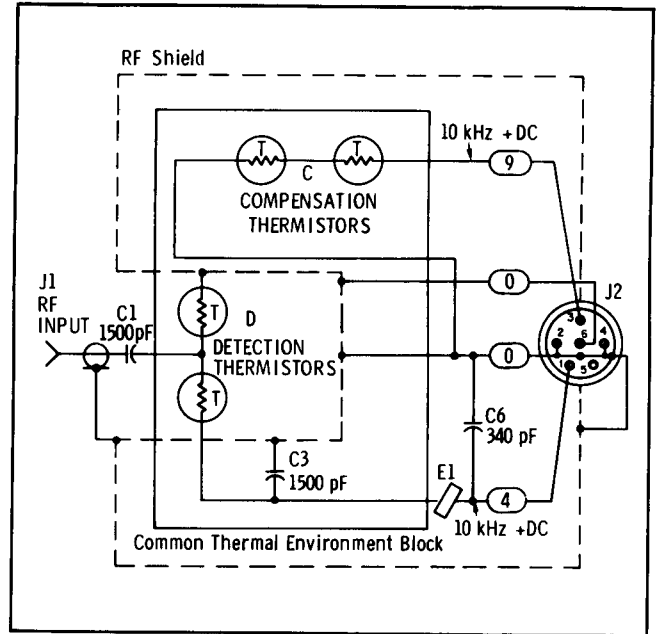 RF Shield
10 kHz +DC
T
T
9
C
COMPENSATION
THERMISTORS
J1
RF
INPUT
C1
1500pF
T
D
DETECTION
THERMISTORS
T
0
J2
3
2
6
4
1
5
0
C6
340 pF
C3
1500 pF
E1
4
10 kHz +DC
Common Thermal Environment Block